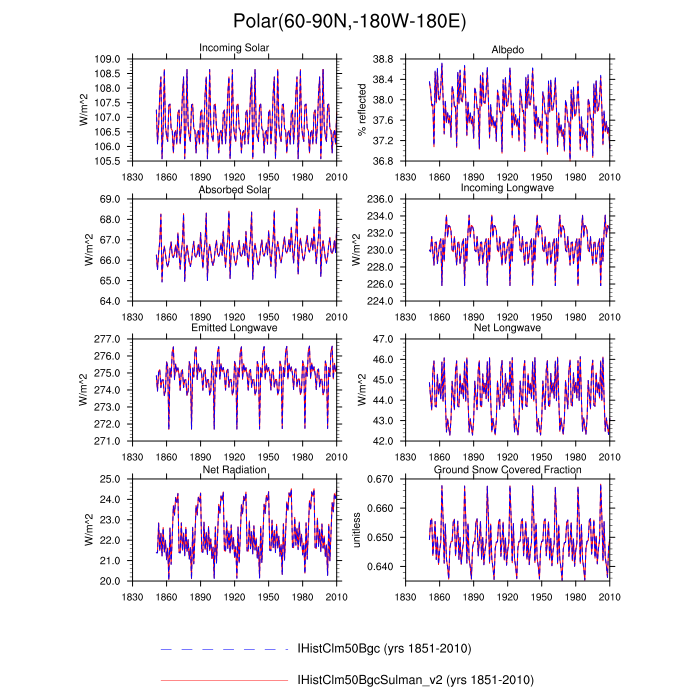 Polar(60-90N,-180W-180E)
Incoming Solar
W/m^2
109.0
108.5
108.0
107.5
107.0
106.5
106.0
105.5
1830 1860 1890 1920 1950 1980 2010
Albedo
% reflected
38.8
38.4
38.0
37.6
37.2
36.8
1830 1860 1890 1920 1950 1980 2010
Absorbed Solar
W/m^2
69.0
68.0
67.0
66.0
65.0
64.0
1830 1860 1890 1920 1950 1980 2010
Incoming Longwave
W/m^2
236.0
234.0
232.0
230.0
228.0
226.0
224.0
1830 1860 1890 1920 1950 1980 2010
Emitted Longwave
W/m^2
277.0
276.0
275.0
274.0
273.0
272.0
271.0
1830 1860 1890 1920 1950 1980 2010
Net Longwave
W/m^2
47.0
46.0
45.0
44.0
43.0
42.0
1830 1860 1890 1920 1950 1980 2010
Net Radiation
W/m^2
25.0
24.0
23.0
22.0
21.0
20.0
1830 1860 1890 1920 1950 1980 2010
Ground Snow Covered Fraction
unitless
0.670
0.660
0.650
0.640
1830 1860 1890 1920 1950 1980 2010
IHistClm50Bgc (yrs 1851-2010)
IHistClm50BgcSulman_v2 (yrs 1851-2010)